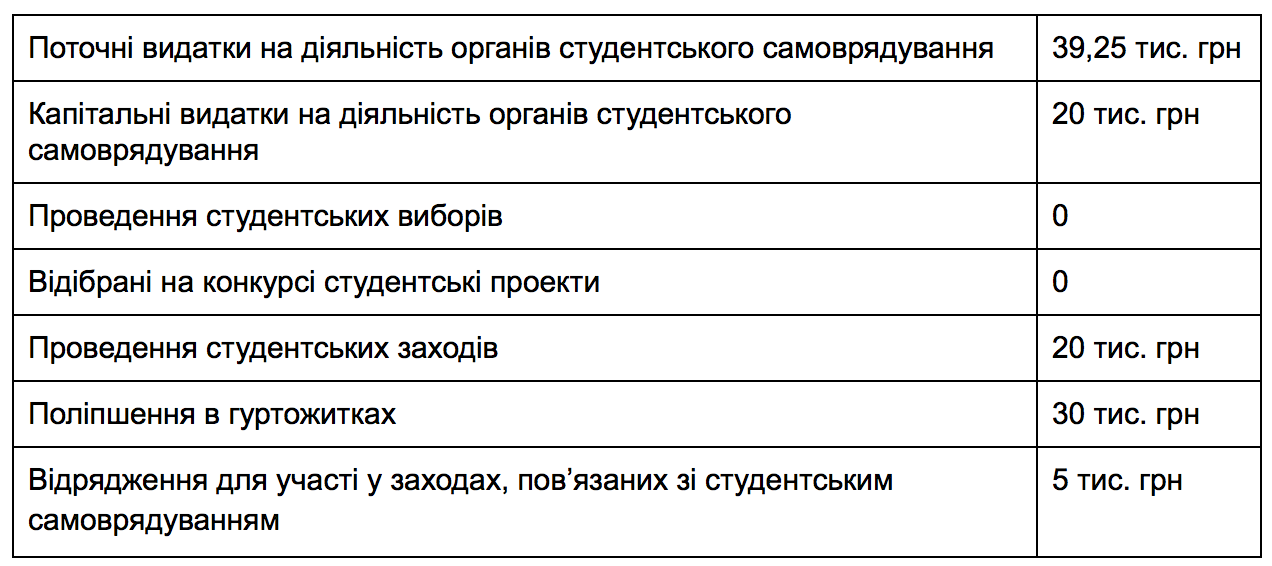 Поточні видатки на діяльність органів студентського самоврядування 39,25 тис. грн
Капітальні видатки на діяльність органів студентського 20 тис. грн
самоврядування
Проведення студентських виборів 0
Відібрані на конкурсі студентські проекти 0
Проведення студентських заходів 20 тис. грн
Поліпшення в гуртожитках 30 тис. грн
Відрядження для участі у заходах, пов’язаних зі студентським 5 тис. грн
самоврядуванням